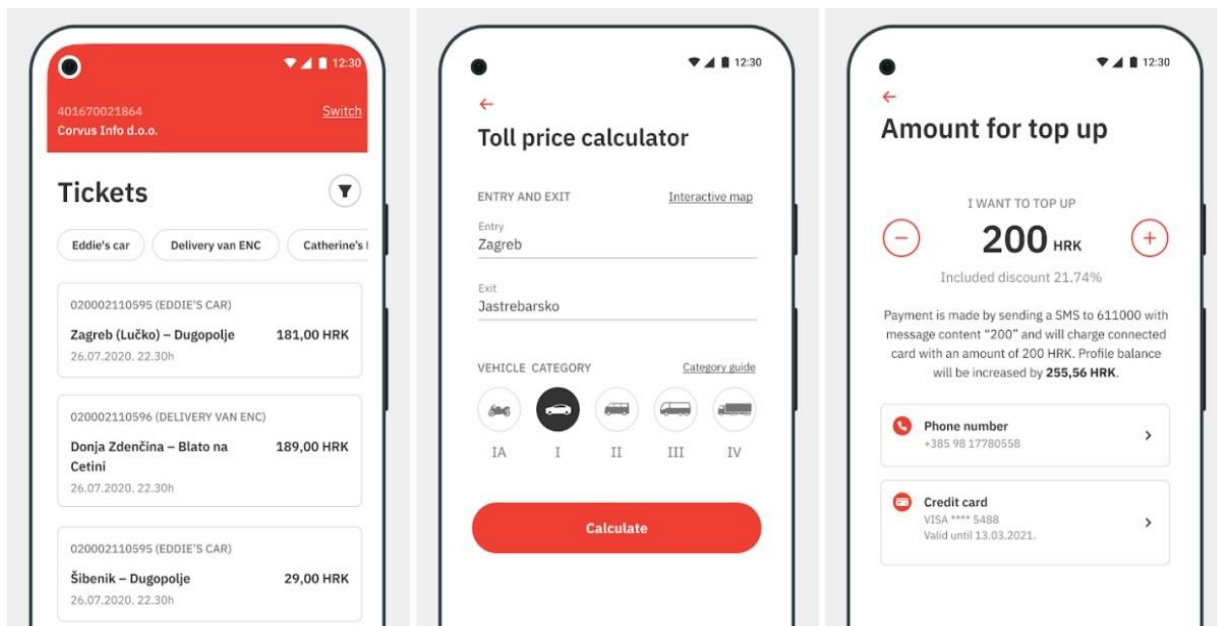 12:30
401670021864
Switch
Corvus Info d.o.o.
Tickets
Eddie's car
Delivery van ENC
Catherine's
020002110595 (EDDIE'S CAR)
Zagreb (Lučko) – Dugopolje 181,00 HRK
26.07.2020. 22.30h
020002110596 (DELIVERY VAN ENC)
Donja Zdenčina – Blato na 189,00 HRK
Cetini
26.07.2020. 22.30h
020002110595 (EDDIE'S CAR)
Šibenik – Dugopolje 29,00 HRK
26.07.2020. 22.30h
12:30
Toll price calculator
ENTRY AND EXIT Interactive map
Entry
Zagreb
Exit
Jastrebarsko
VEHICLE CATEGORY Category guide
IA I II III IV
Calculate
12:30
Amount for top up
I WANT TO TOP UP
200 HRK
Included discount 21.74%
Payment is made by sending a SMS to 611000 with
message content “200” and will charge connected
card with an amount of 200 HRK. Profile balance
will be increased by 255,56 HRK.
Phone number
+385 98 17780558
Credit card
VISA **** 5488
Valid until 13.03.2021.